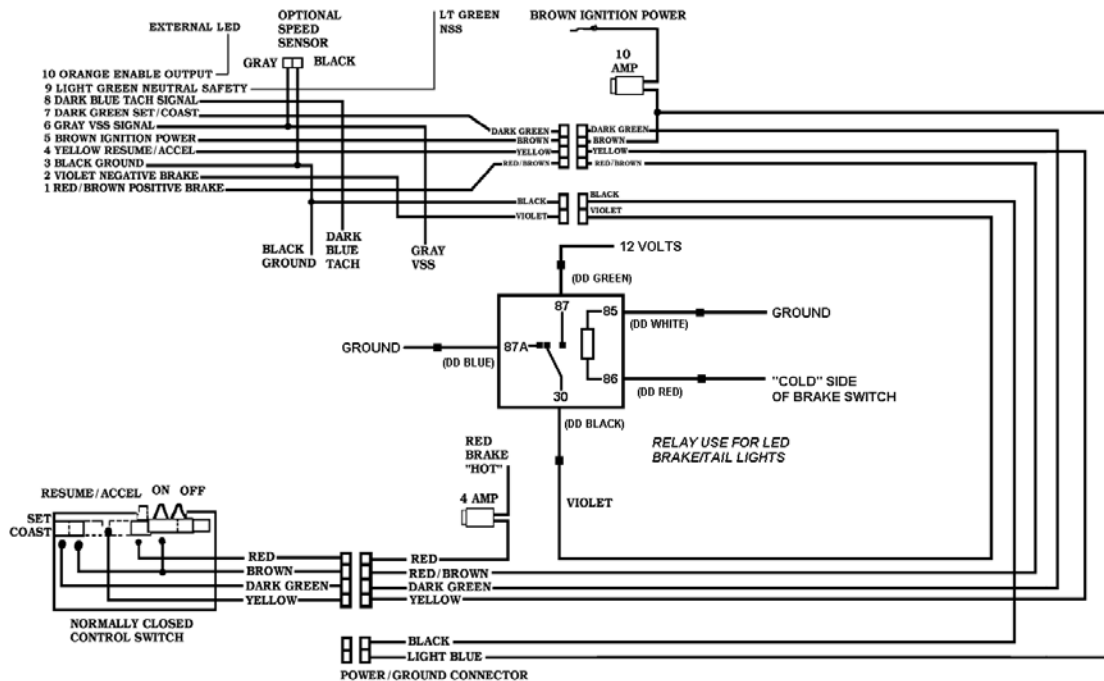 EXTERNAL LED
OPTIONAL
SPEED
SENSOR
GRAY
BLACK
LT GREEN
NSS
BROWN IGNITION POWER
10
AMP
10 ORANGE ENABLE OUTPUT
9 LIGHT GREEN NEUTRAL SAFETY
8 DARK BLUE TACH SIGNAL
7 DARK GREEN SET/COAST
6 GRAY VSS SIGNAL
5 BROWN IGNITION POWER
4 YELLOW RESUME/ACCEL
3 BLACK GROUND
2 VIOLET NEGATIVE BRAKE
1 RED/BROWN POSITIVE BRAKE
DARK GREEN
BROWN
YELLOW
RED/BROWN
DARK GREEN
BROWN
YELLOW
RED/BROWN
BLACK
VIOLET
BLACK
VIOLET
BLACK
GROUND
DARK
BLUE
TACH
GRAY
VSS
12 VOLTS
(DD GREEN)
87
85
(DD WHITE)
GROUND
GROUND
(DD BLUE)
87A
86
(DD RED)
"COLD" SIDE
OF BRAKE SWITCH
30
(DD BLACK)
RELAY USE FOR LED
BRAKE/TAIL LIGHTS
RED
BRAKE
"HOT"
4 AMP
VIOLET
RESUME/ACCEL
ON
OFF
SET
COAST
RED
BROWN
DARK GREEN
YELLOW
RED
RED/BROWN
DARK GREEN
YELLOW
NORMALLY CLOSED
CONTROL SWITCH
BLACK
LIGHT BLUE
POWER/GROUND CONNECTOR